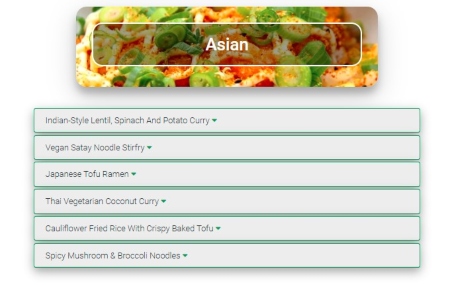 Asian
Indian-Style Lentil, Spinach And Potato Curry
Vegan Satay Noodle Stirfry
Japanese Tofu Ramen
Thai Vegetarian Coconut Curry
Cauliflower Fried Rice With Crispy Baked Tofu
Spicy Mushroom & Broccoli Noodles